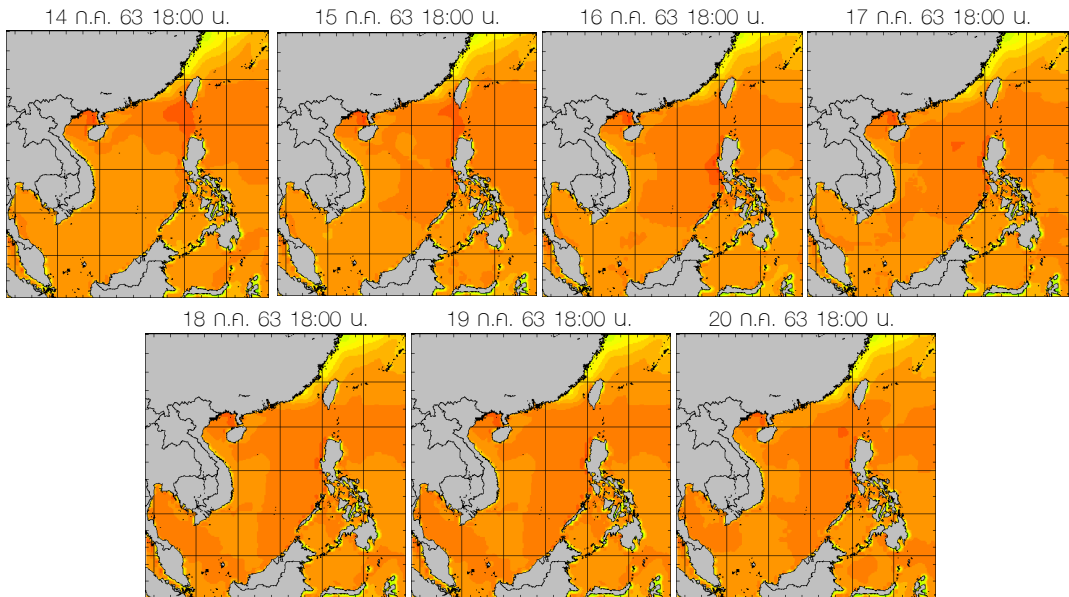 14 ก.ค. 63 18:00 น.
15 ก.ค. 63 18:00 น.
16 ก.ค. 63 18:00 น.
17 ก.ค. 63 18:00 น.
18 ก.ค. 63 18:00 น.
19 ก.ค. 63 18:00 น.
20 ก.ค. 63 18:00 น.